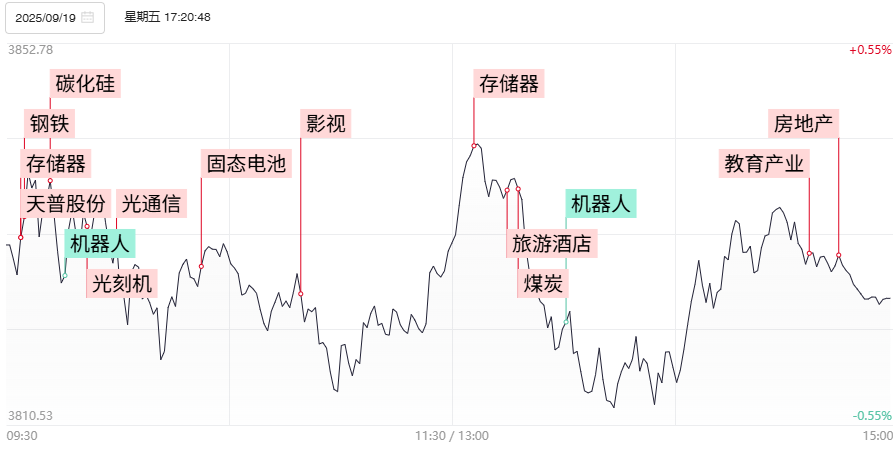 2025/09/19
星期五 17:20:48
3852.78
+0.55%
碳化硅
存储器
钢铁
影视
房地产
存储器
固态电池
教育产业
天普股份
光通信
机器人
机器人
旅游酒店
光刻机
煤炭
3810.53
-0.55%
09:30
11:30 / 13:00
15:00